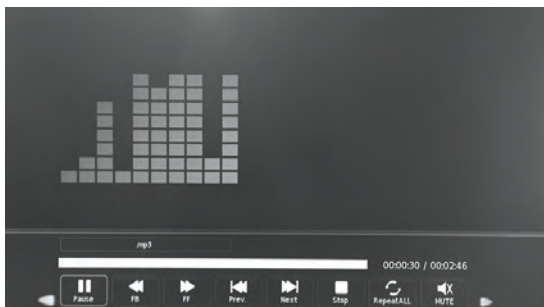 .mp3
00:00:30 / 00:02:46
Pause FB FF Prev. Next Stop RepeatALL MUTE